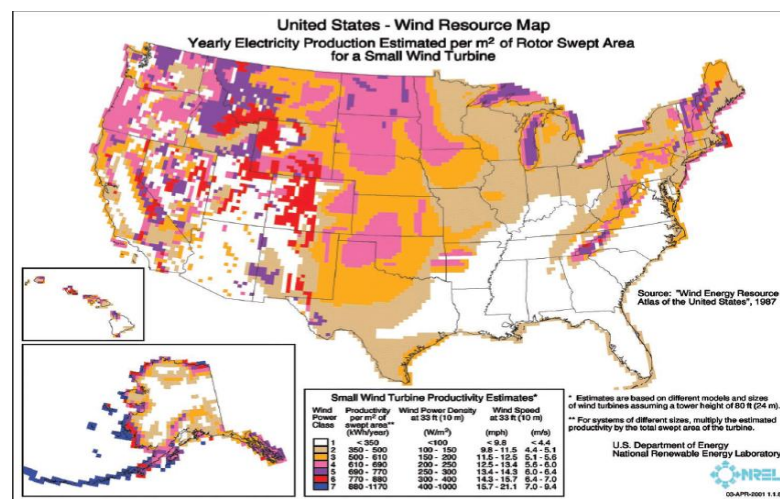 United States - Wind Resource Map
Yearly Electricity Production Estimated per m² of Rotor Swept Area
for a Small Wind Turbine
Source: "Wind Energy Resource
Atlas of the United States", 1987
Small Wind Turbine Productivity Estimates*
Wind Power Class | Productivity per m² of swept area** (kWh/year) | Wind Power Density at 33 ft (10 m) (W/m²) | Wind Speed at 33 ft (10 m) (mph) (m/s)
1 <350 <100 < 9.8 < 4.4
2 350 - 500 100 - 150 9.8 - 11.5 4.4 - 5.1
3 500 - 610 150 - 200 11.5 - 12.5 5.1 - 5.6
4 610 - 690 200 - 250 12.5 - 13.4 5.6 - 6.0
5 690 - 770 250 - 300 13.4 - 14.3 6.0 - 6.4
6 770 - 880 300 - 400 14.3 - 15.7 6.4 - 7.0
7 880 -1170 400 -1000 15.7 - 21.1 7.0 - 9.4
* Estimates are based on different models and sizes
of wind turbines assuming a tower height of 80 ft (24 m).
** For systems of different sizes, multiply the estimated
productivity by the total swept area of the turbine.
U.S. Department of Energy
National Renewable Energy Laboratory
NREL
03-APR-2001 1.1.6